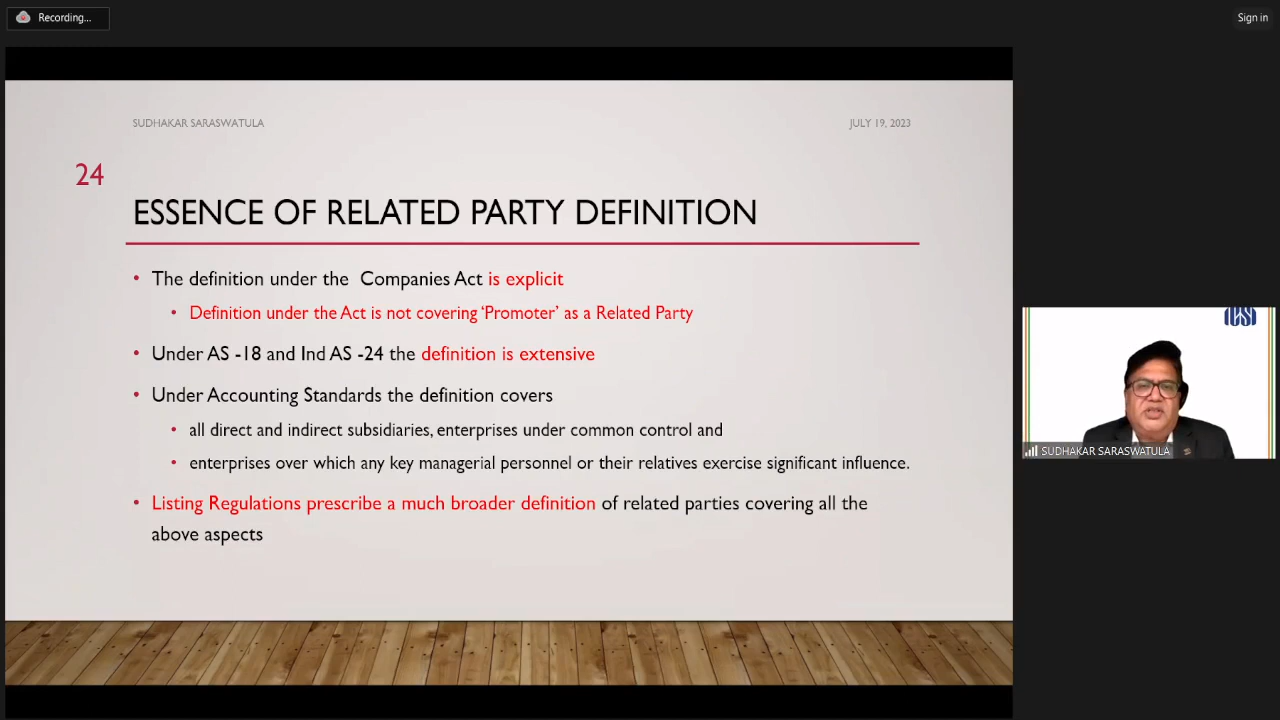 Recording...
Sign in
SUDHAKAR SARASWATULA
JULY 19, 2023
24
ESSENCE OF RELATED PARTY DEFINITION
• The definition under the Companies Act is explicit
• Definition under the Act is not covering ‘Promoter’ as a Related Party
• Under AS -18 and Ind AS -24 the definition is extensive
• Under Accounting Standards the definition covers
• all direct and indirect subsidiaries, enterprises under common control and
• enterprises over which any key managerial personnel or their relatives exercise significant influence.
• Listing Regulations prescribe a much broader definition of related parties covering all the
above aspects
SUDHAKAR SARASWATULA